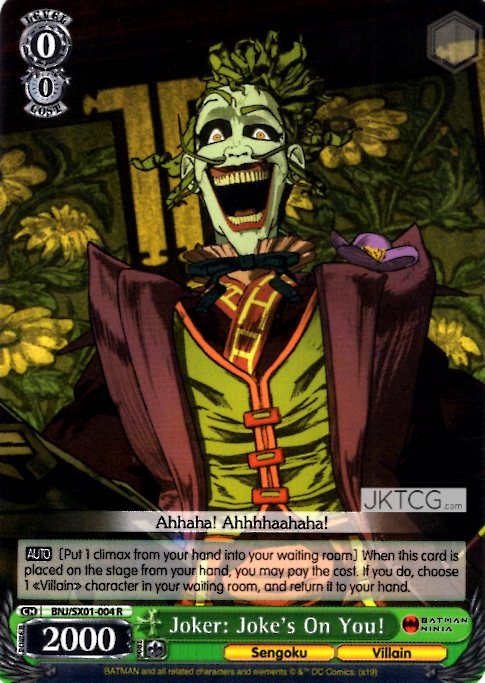 LEVEL
0
0
COST
JKTCG.com
Ahhaha! Ahhhhaahaha!
AUTO [Put 1 climax from your hand into your waiting room] When this card is
placed on the stage from your hand, you may pay the cost. If you do, choose
1 «Villain» character in your waiting room, and return it to your hand.
CH BNJ/SX01-004 R
POWER 2000 SOUL Joker: Joke's On You! BATMAN NINJA
Sengoku Villain
BATMAN and all related characters and elements © & ™ DC Comics. (s19)